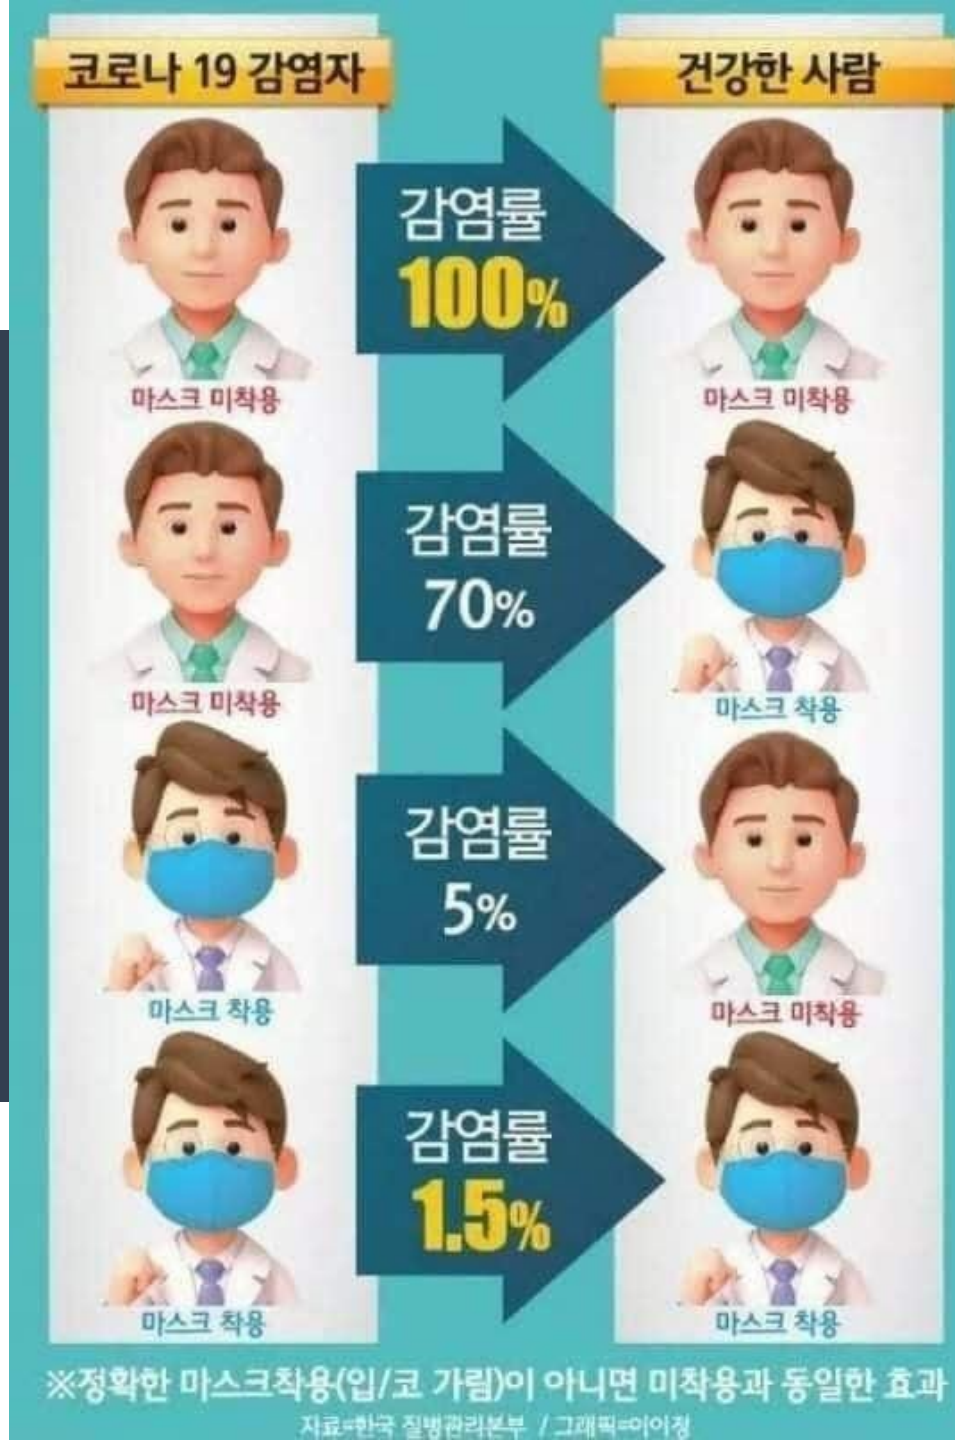 코로나 19 감염자
건강한 사람
감염률
100%
마스크 미착용
마스크 미착용
감염률
70%
마스크 미착용
마스크 착용
감염률
5%
마스크 착용
마스크 미착용
감염률
1.5%
마스크 착용
마스크 착용
※정확한 마스크착용(입/코 가림)이 아니면 미착용과 동일한 효과
자료=한국 질병관리본부 / 그래픽=이이정